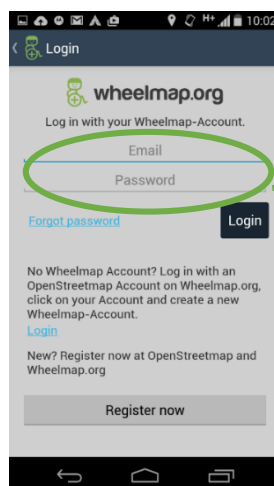 H+ 10:02
Login
wheelmap.org
Log in with your Wheelmap-Account.
Email
Password
Forgot password
Login
No Wheelmap Account? Log in with an
OpenStreetmap Account on Wheelmap.org,
click on your Account and create a new
Wheelmap-Account.
Login
New? Register now at OpenStreetmap and
Wheelmap.org
Register now